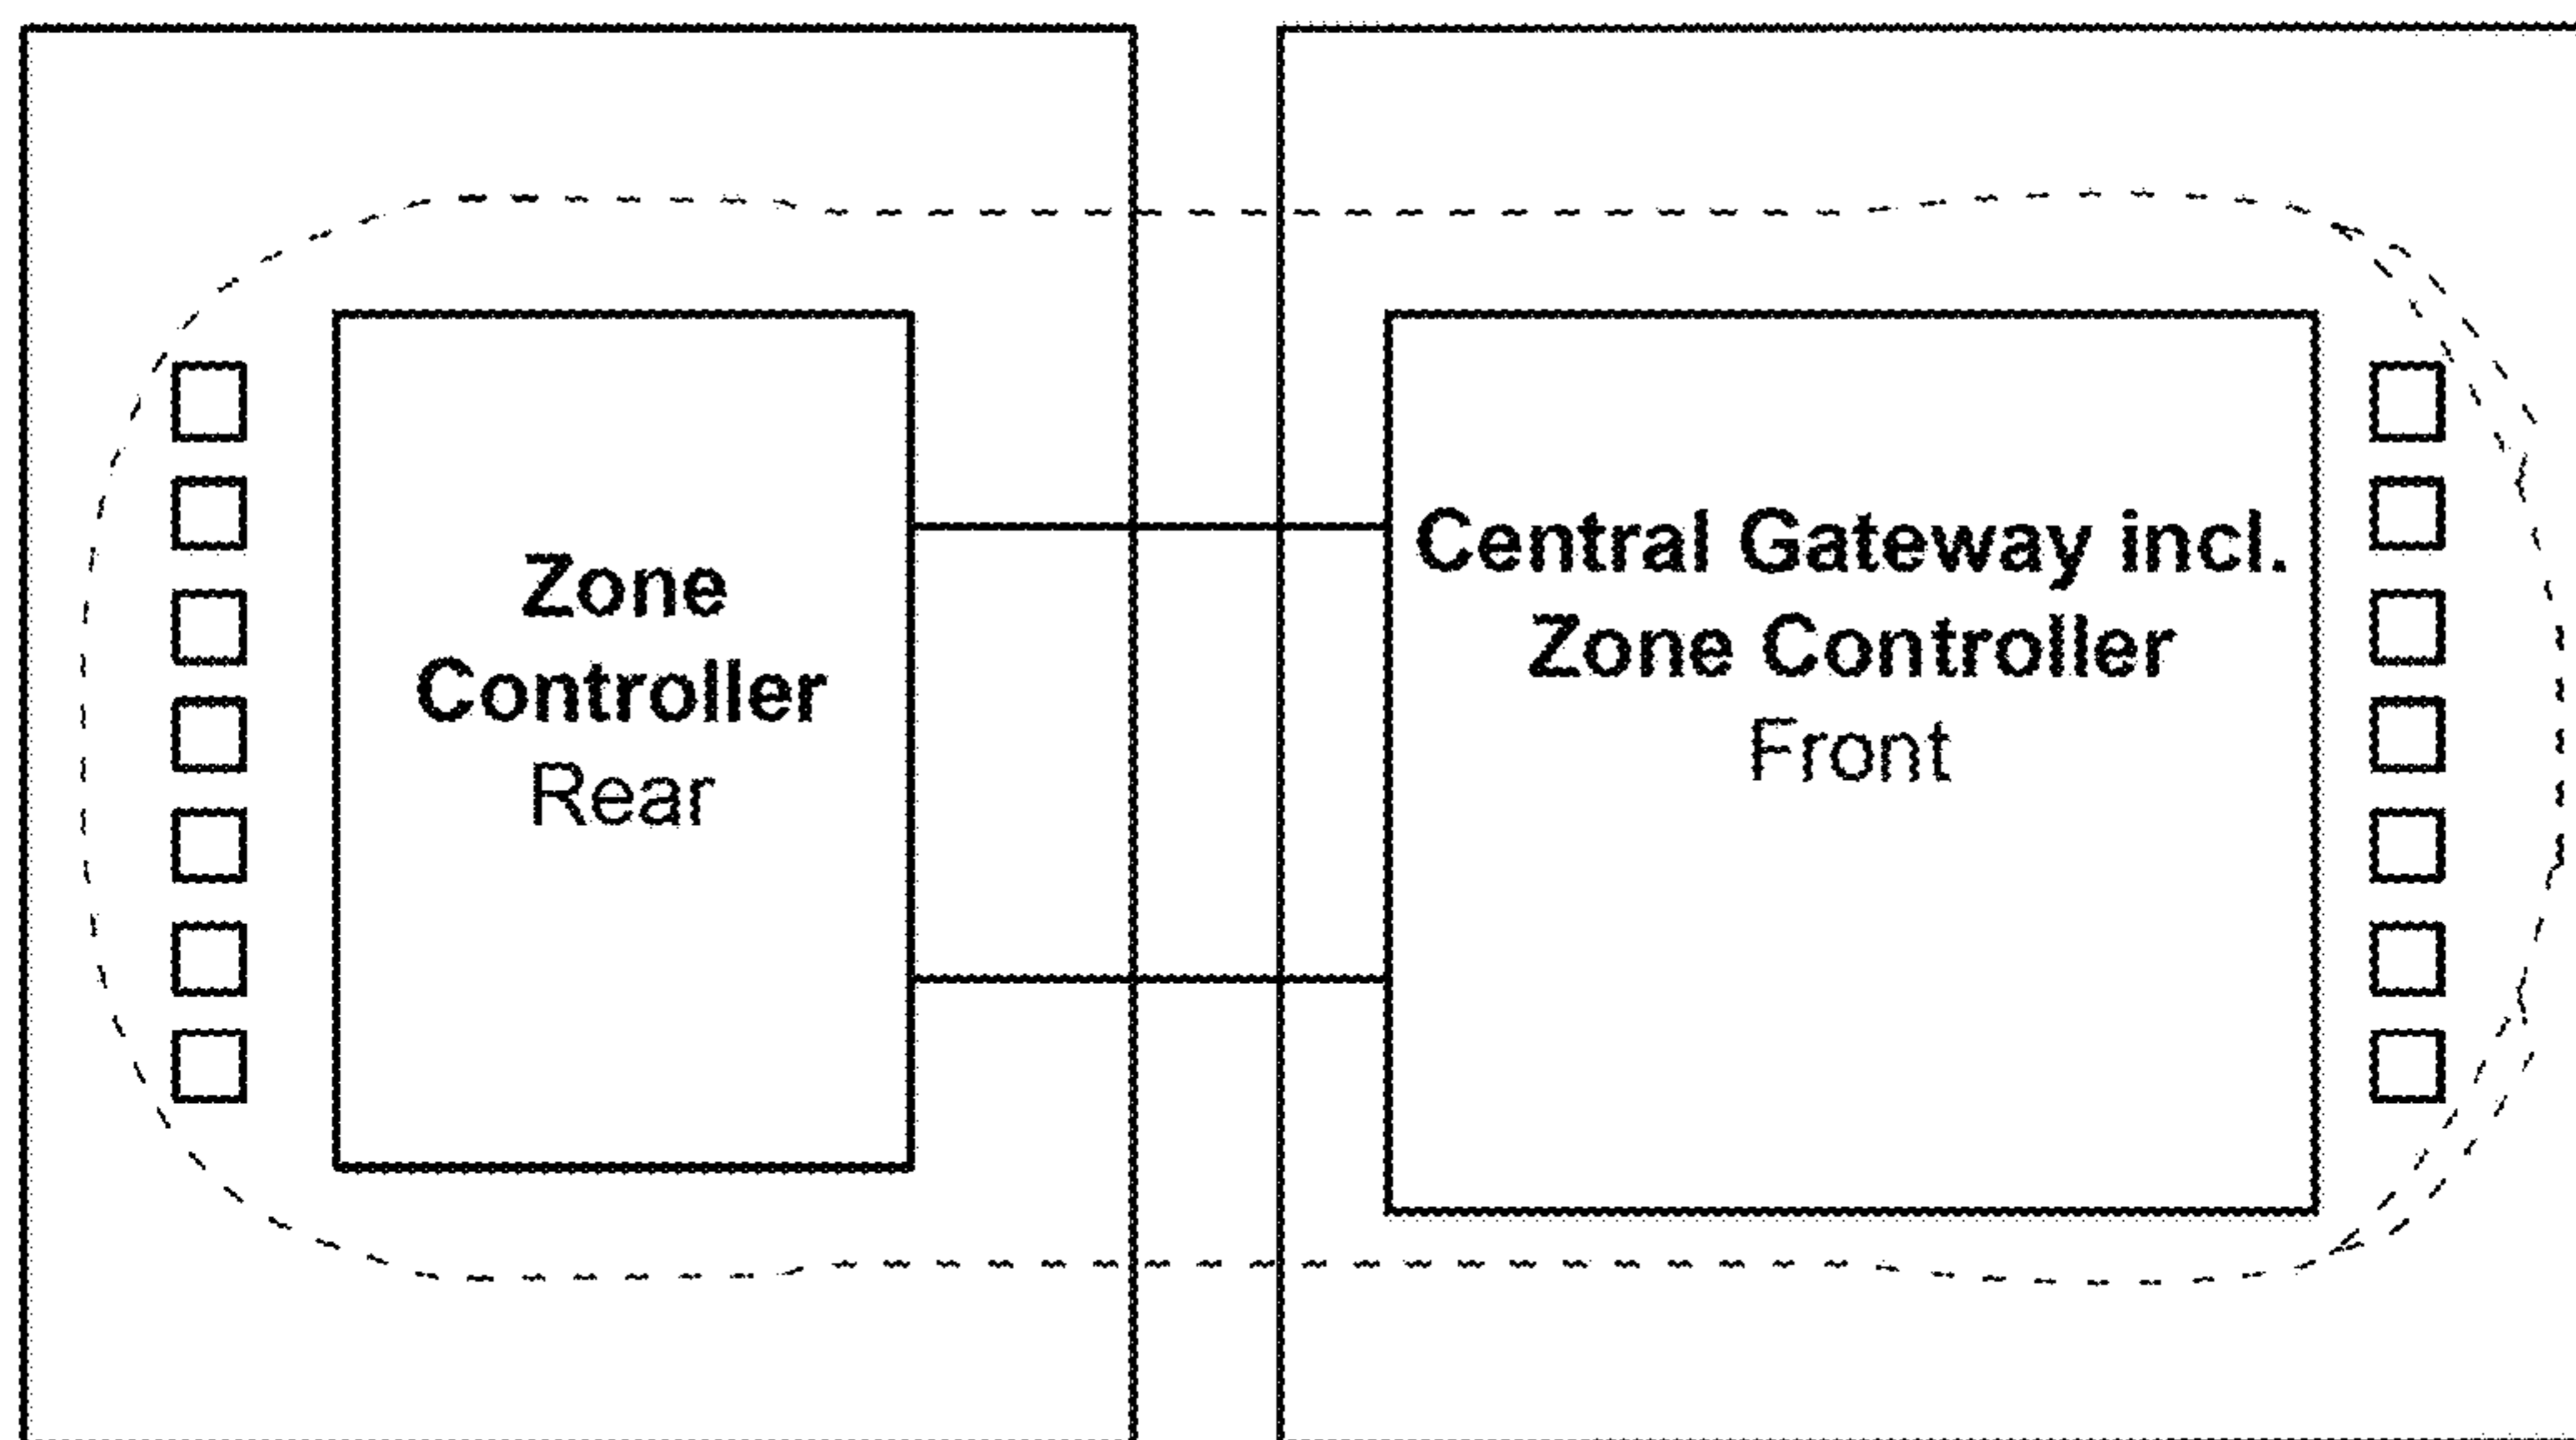 Zone
Controller
Rear
Central Gateway incl.
Zone Controller
Front